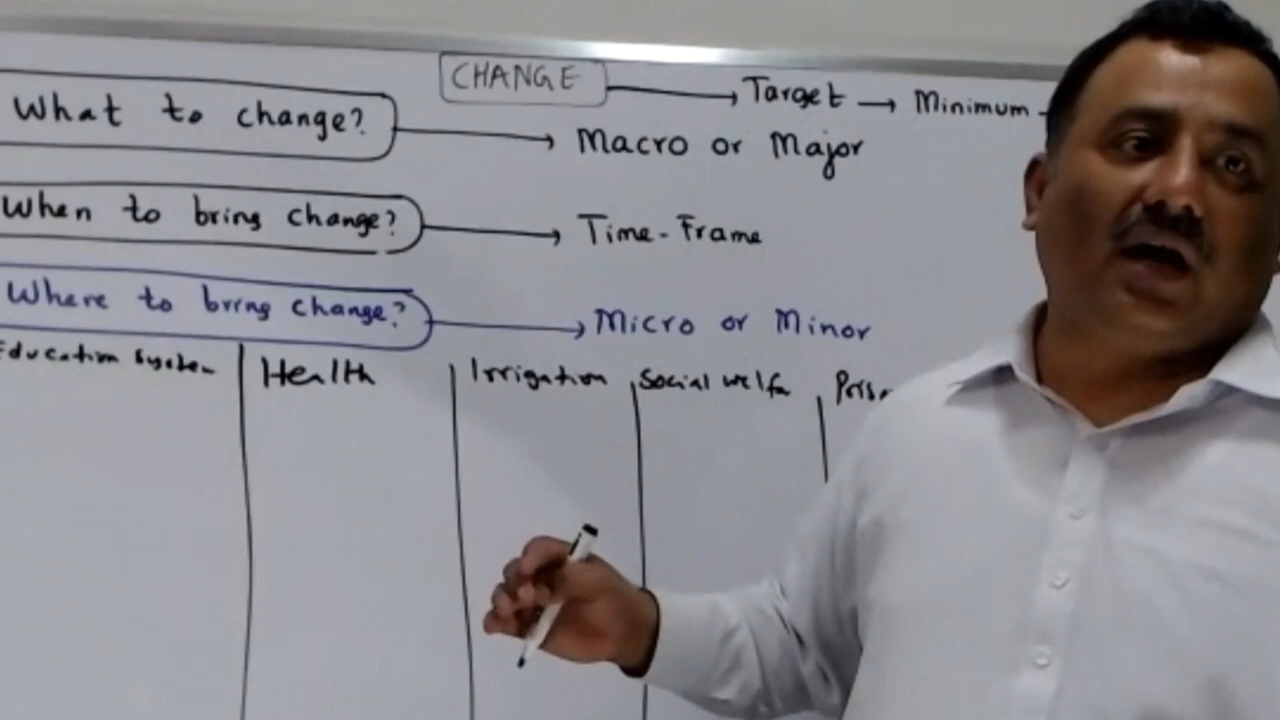 CHANGE → Target → Minimum
What to change? → Macro or Major
When to bring change? → Time-Frame
Where to bring change? → Micro or Minor
Education System Health Irrigation Social welfa